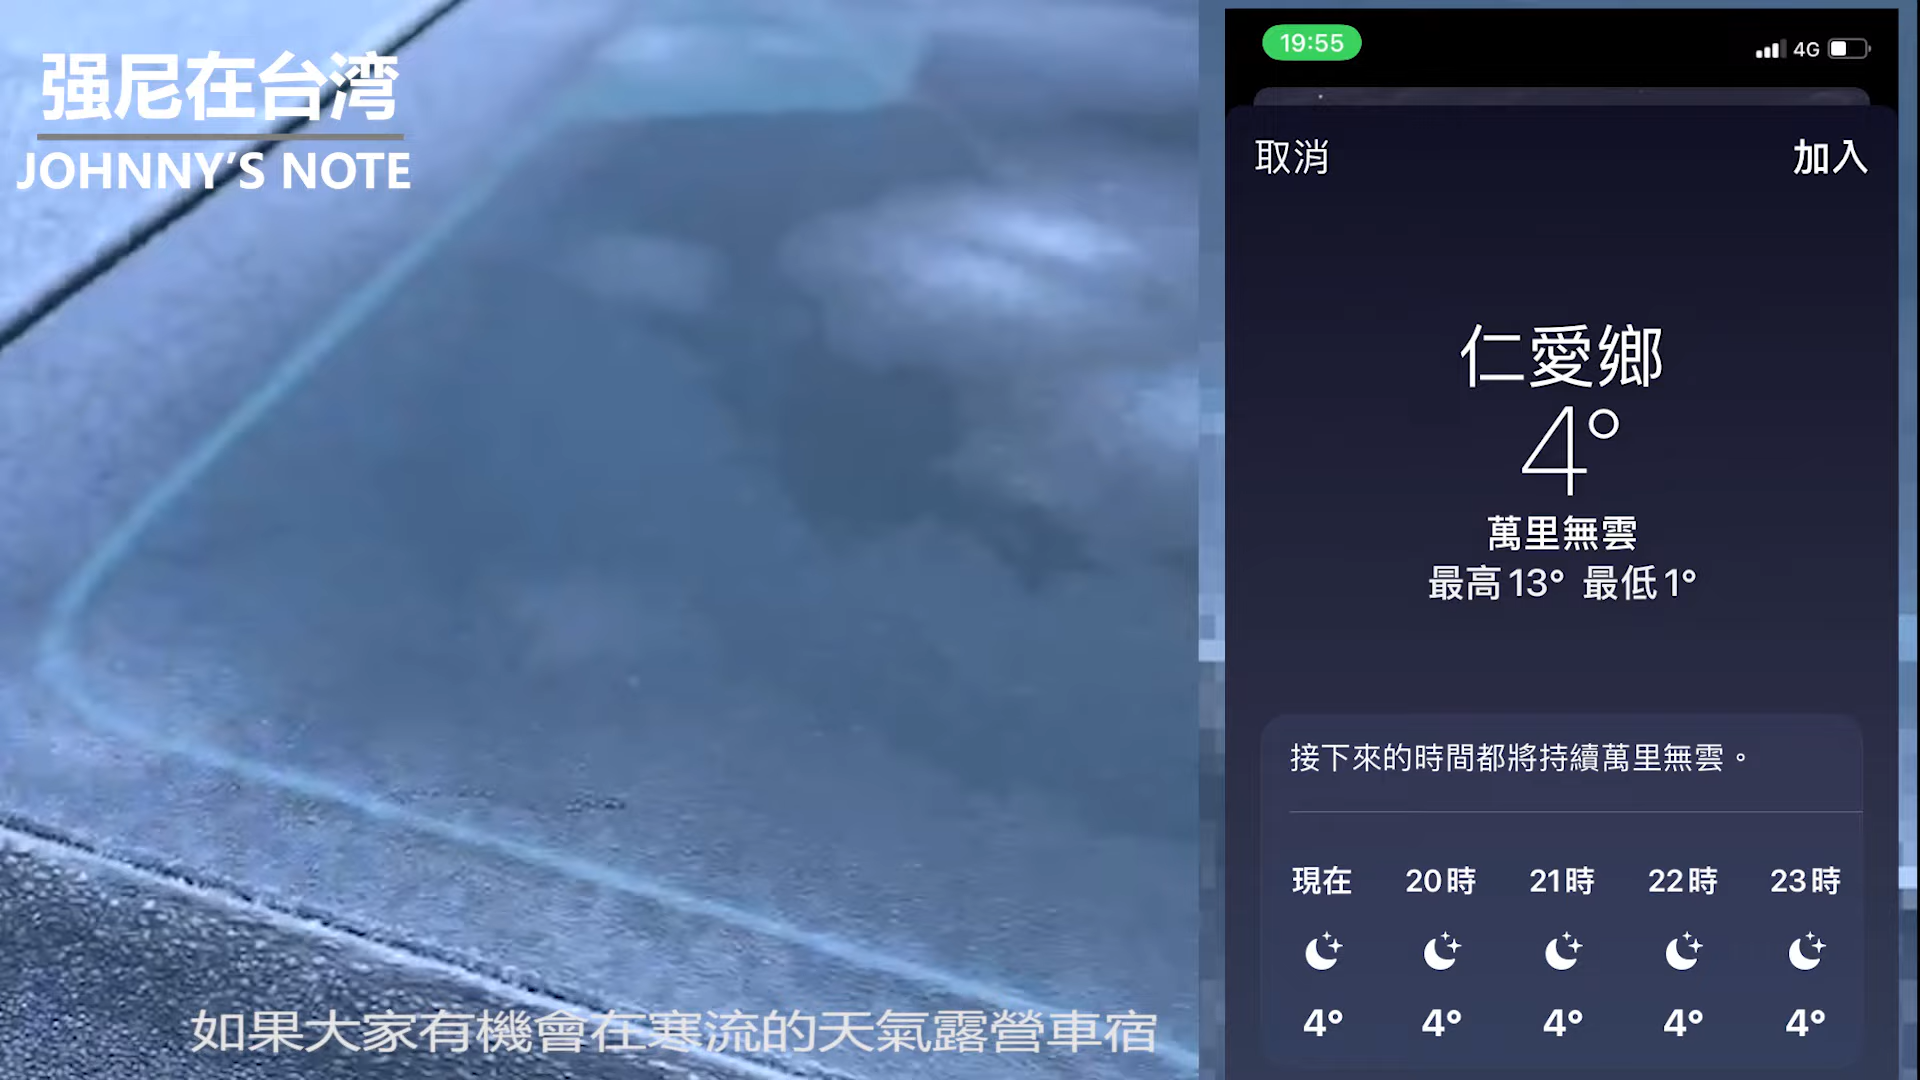 强尼在台湾
JOHNNY'S NOTE
如果大家有機會在寒流的天氣露營車宿
19:55
4G
取消
加入
仁愛鄉
4°
萬里無雲
最高13° 最低1°
接下來的時間都將持續萬里無雲。
現在 20時 21時 22時 23時
4° 4° 4° 4° 4°